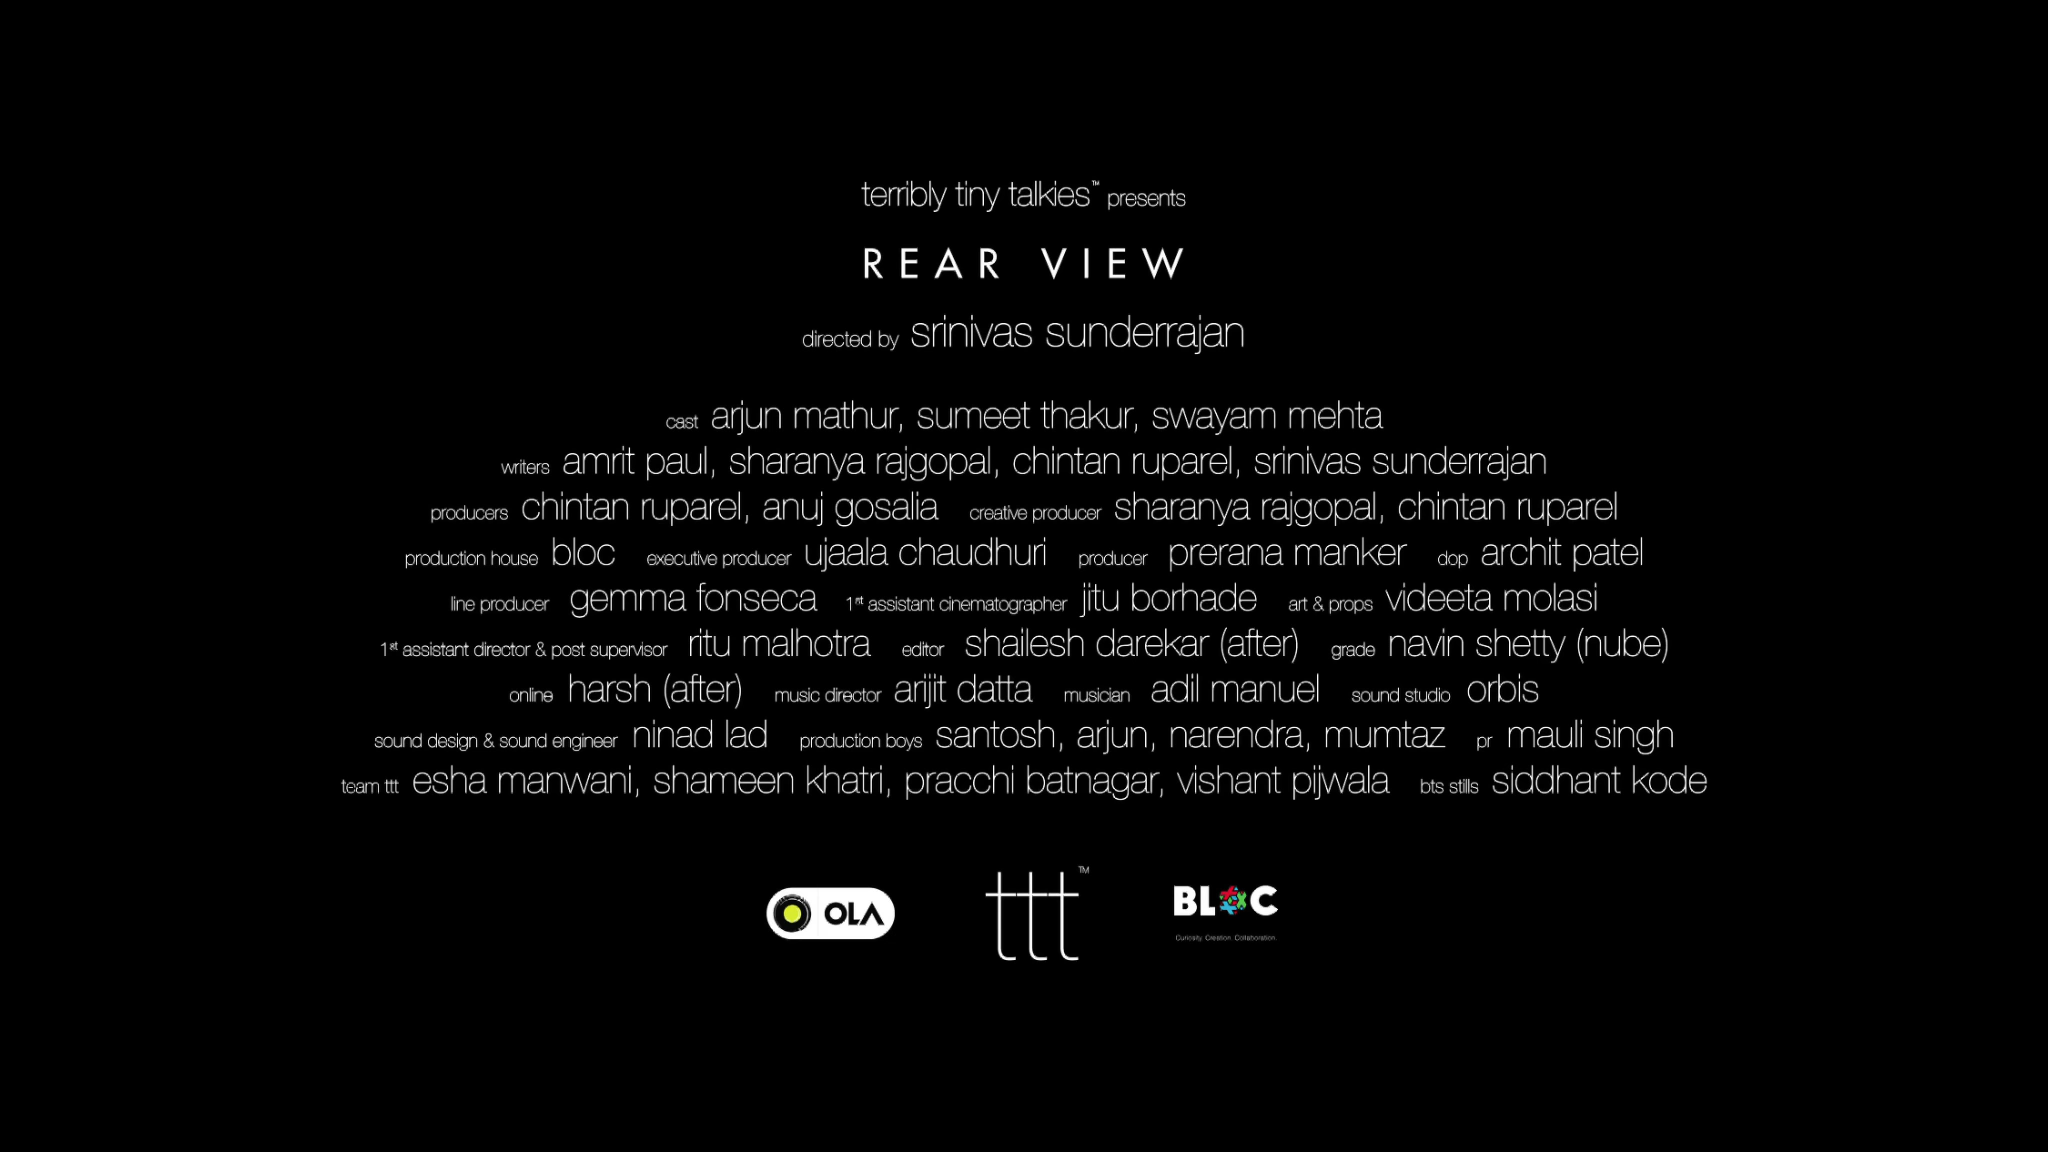 terribly tiny talkies™ presents
REAR VIEW
directed by srinivas sunderrajan
cast arjun mathur, sumeet thakur, swayam mehta
writers amrit paul, sharanya rajgopal, chintan ruparel, srinivas sunderrajan
producers chintan ruparel, anuj gosalia creative producer sharanya rajgopal, chintan ruparel
production house bloc executive producer ujaala chaudhuri producer prerana manker dop archit patel
line producer gemma fonseca 1st assistant cinematographer jitu borhade art & props videeta molasi
1st assistant director & post supervisor ritu malhotra editor shailesh darekar (after) grade navin shetty (nube)
online harsh (after) music director arijit datta musician adil manuel sound studio orbis
sound design & sound engineer ninad lad production boys santosh, arjun, narendra, mumtaz pr mauli singh
team ttt esha manwani, shameen khatri, pracchi batnagar, vishant pijwala bts stills siddhant kode
OLA ttt™ BLOC
Curiosity. Creation. Collaboration.